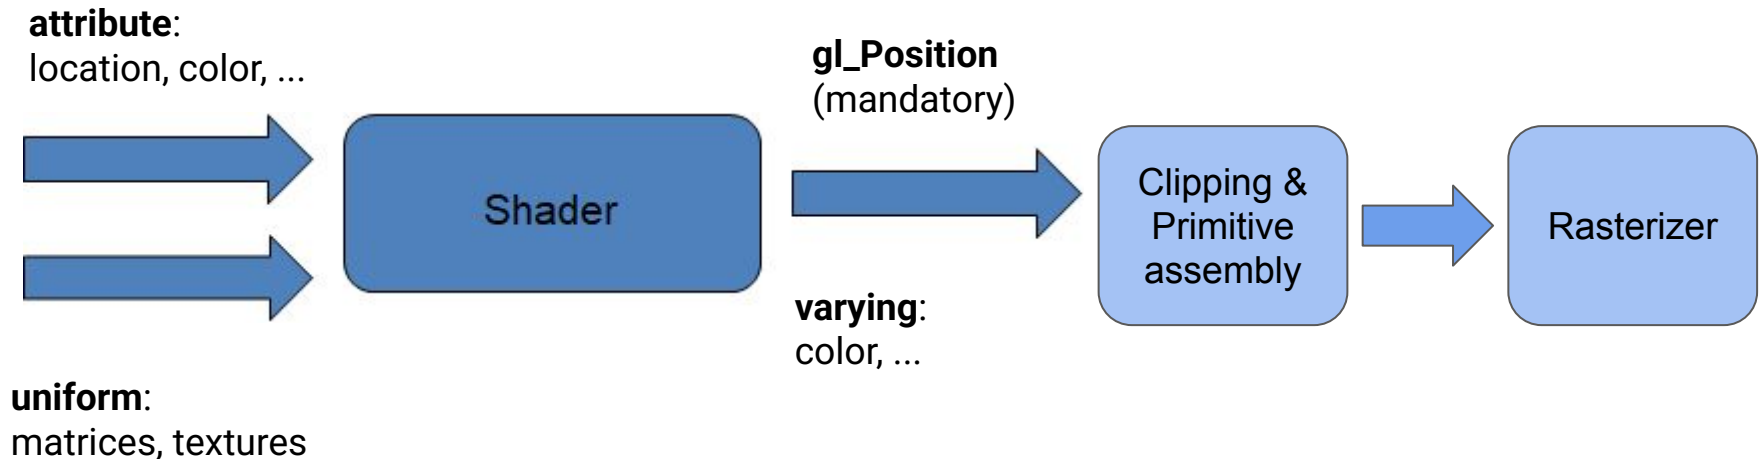 attribute:
location, color, ...
uniform:
matrices, textures
Shader
gl_Position
(mandatory)
varying:
color, ...
Clipping &
Primitive
assembly
Rasterizer